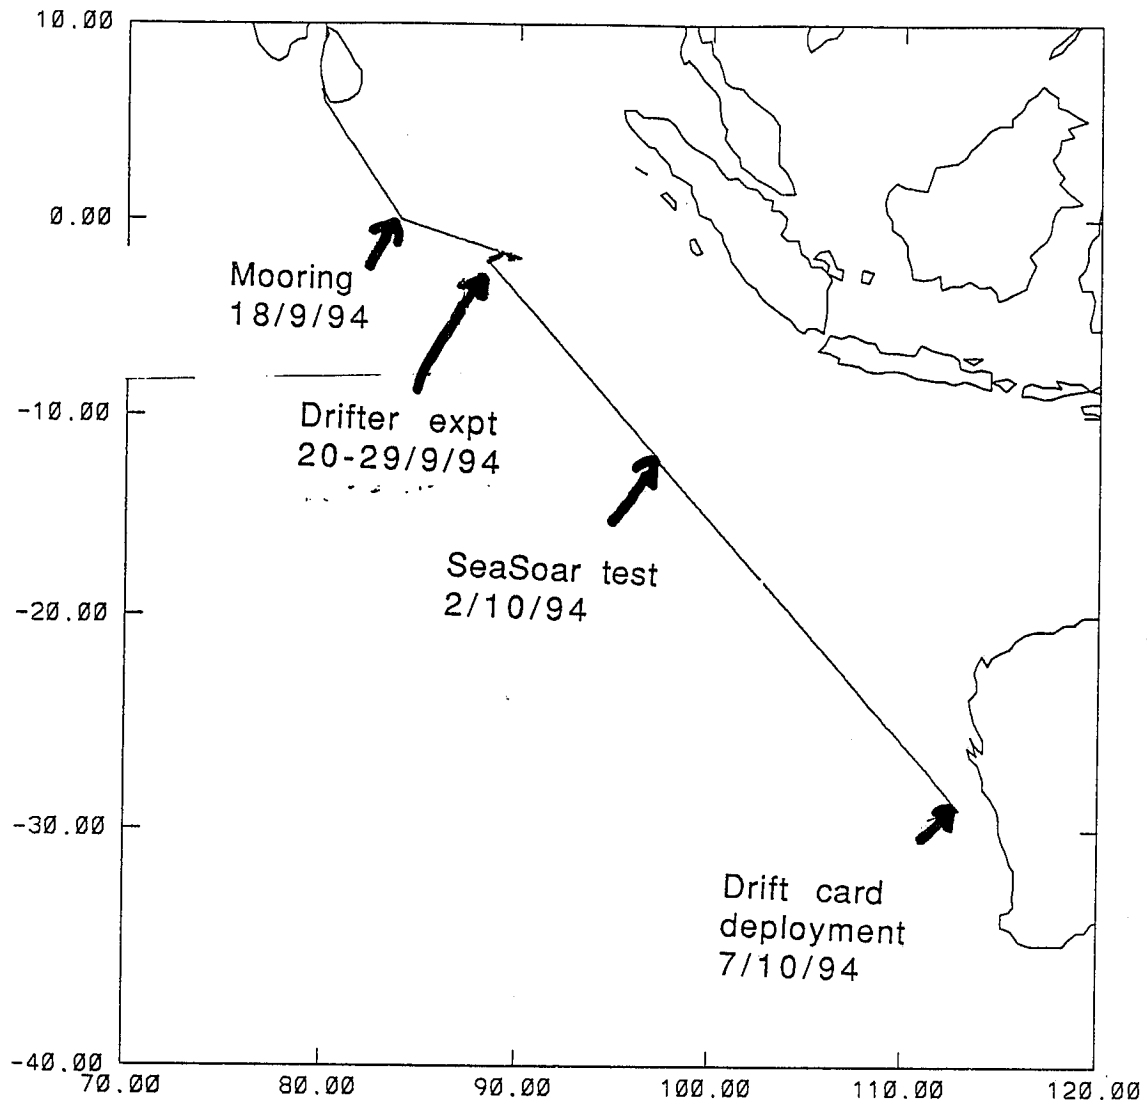 10.00
0.00
Mooring
18/9/94
-10.00
Drifter expt
20-29/9/94
SeaSoar test
2/10/94
-20.00
-30.00
Drift card
deployment
7/10/94
-40.00
70.00 80.00 90.00 100.00 110.00 120.00